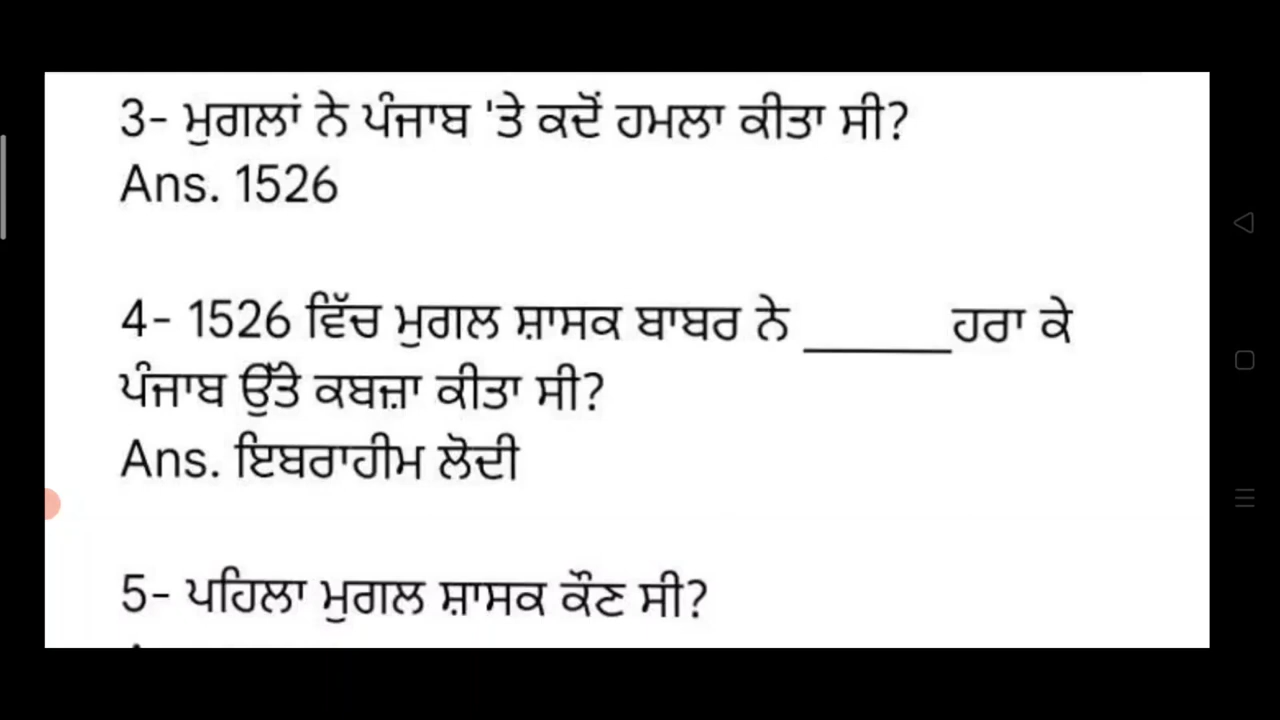 3- ਮੁਗਲਾਂ ਨੇ ਪੰਜਾਬ 'ਤੇ ਕਦੋਂ ਹਮਲਾ ਕੀਤਾ ਸੀ?
Ans. 1526
4- 1526 ਵਿੱਚ ਮੁਗਲ ਸ਼ਾਸਕ ਬਾਬਰ ਨੇ ______ਹਰਾ ਕੇ
ਪੰਜਾਬ ਉੱਤੇ ਕਬਜ਼ਾ ਕੀਤਾ ਸੀ?
Ans. ਇਬਰਾਹੀਮ ਲੋਦੀ
5- ਪਹਿਲਾ ਮੁਗਲ ਸ਼ਾਸਕ ਕੌਣ ਸੀ?